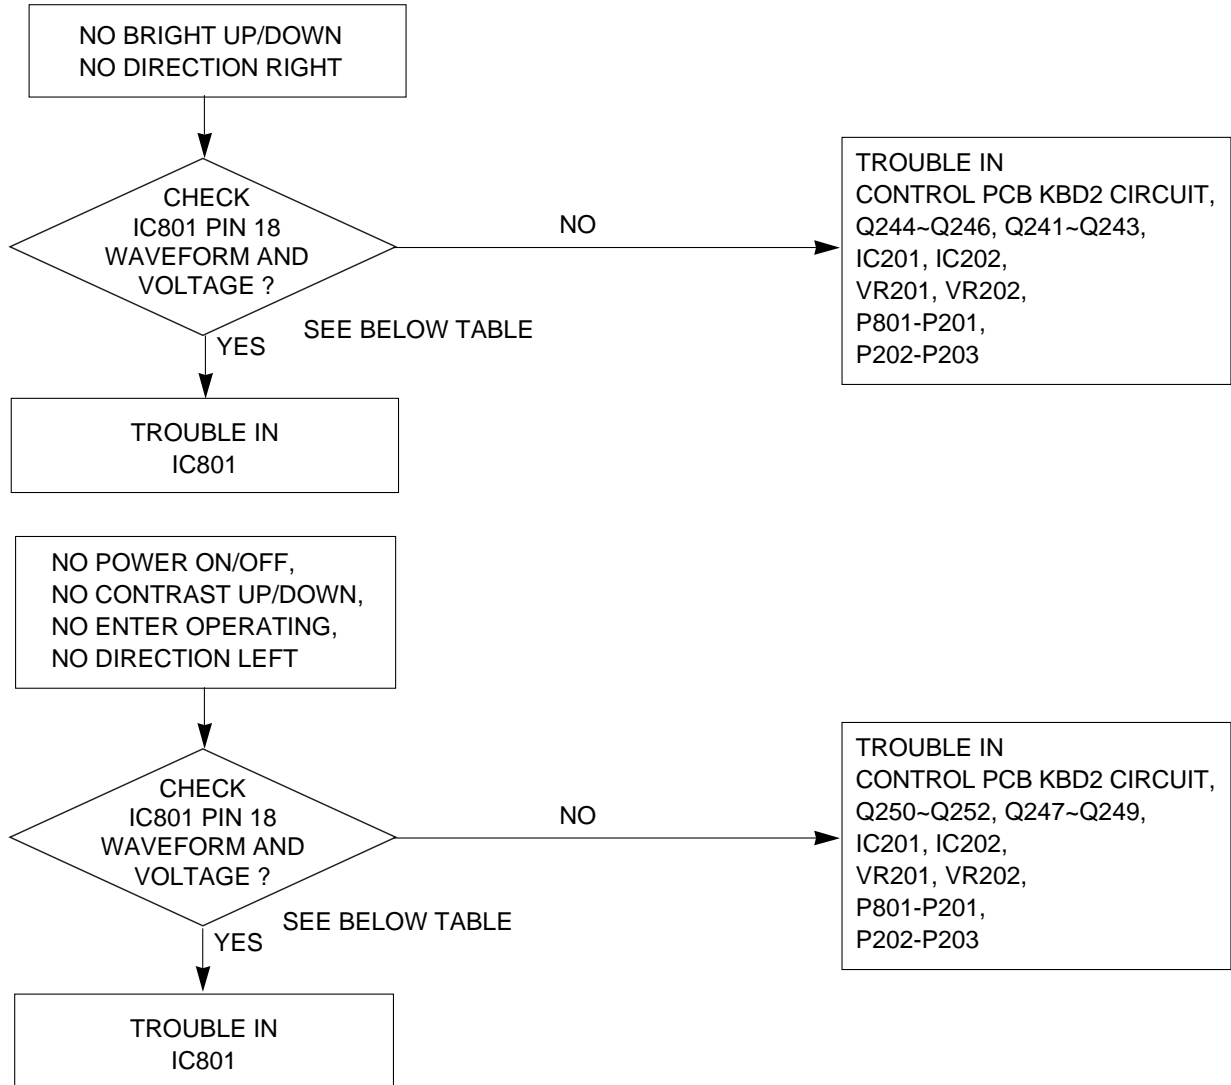 NO BRIGHT UP/DOWN
NO DIRECTION RIGHT
CHECK
IC801 PIN 18
WAVEFORM AND
VOLTAGE ?
NO
TROUBLE IN
CONTROL PCB KBD2 CIRCUIT,
Q244~Q246, Q241~Q243,
IC201, IC202,
VR201, VR202,
P801-P201,
P202-P203
SEE BELOW TABLE
YES
TROUBLE IN
IC801
NO POWER ON/OFF,
NO CONTRAST UP/DOWN,
NO ENTER OPERATING,
NO DIRECTION LEFT
CHECK
IC801 PIN 18
WAVEFORM AND
VOLTAGE ?
NO
TROUBLE IN
CONTROL PCB KBD2 CIRCUIT,
Q250~Q252, Q247~Q249,
IC201, IC202,
VR201, VR202,
P801-P201,
P202-P203
SEE BELOW TABLE
YES
TROUBLE IN
IC801